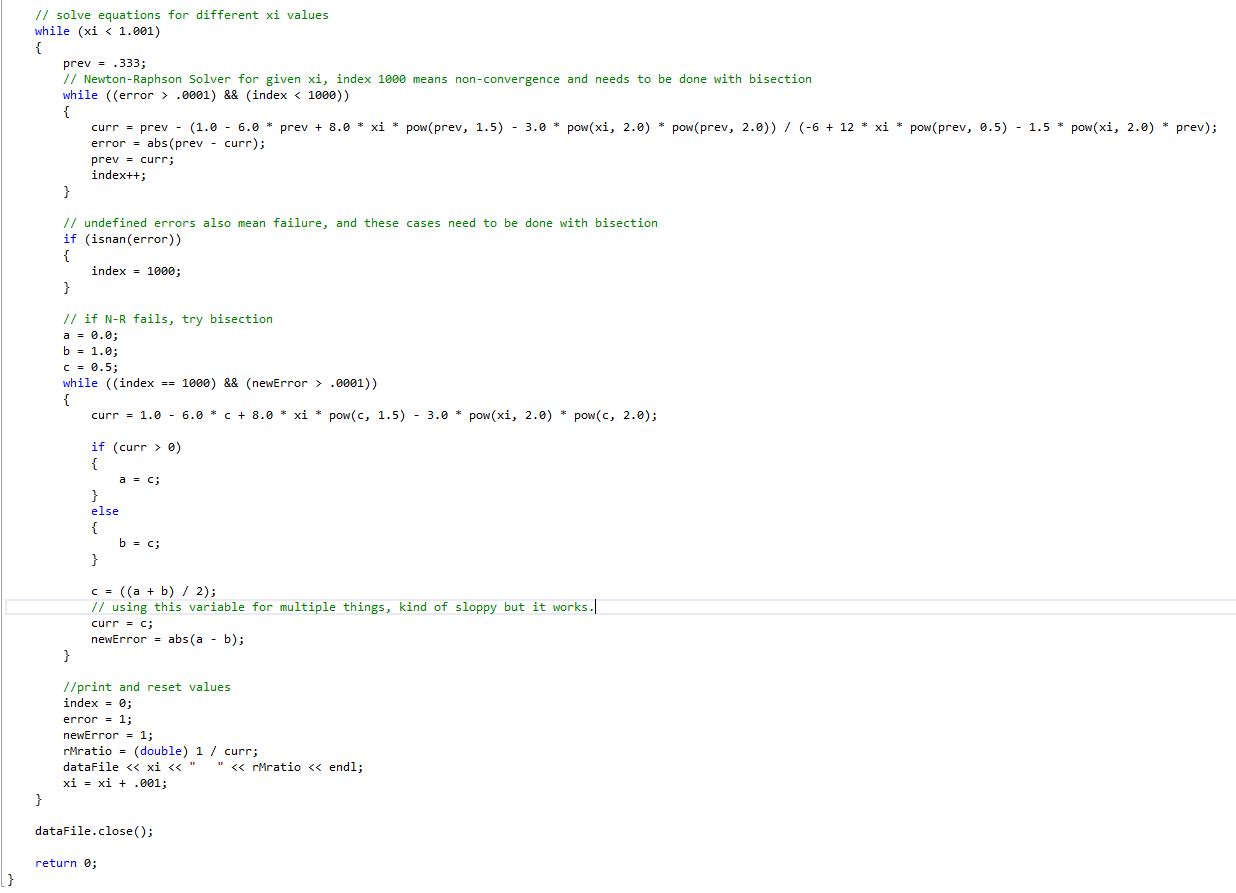 // solve equations for different xi values
while (xi < 1.001)
{
prev = .333;
// Newton-Raphson Solver for given xi, index 1000 means non-convergence and needs to be done with bisection
while ((error > .0001) && (index < 1000))
{
curr = prev - (1.0 - 6.0 * prev + 8.0 * xi * pow(prev, 1.5) - 3.0 * pow(xi, 2.0) * pow(prev, 2.0)) / (-6 + 12 * xi * pow(prev, 0.5) - 1.5 * pow(xi, 2.0) * prev);
error = abs(prev - curr);
prev = curr;
index++;
}
// undefined errors also mean failure, and these cases need to be done with bisection
if (isnan(error))
{
index = 1000;
}
// if N-R fails, try bisection
a = 0.0;
b = 1.0;
c = 0.5;
while ((index == 1000) && (newError > .0001))
{
curr = 1.0 - 6.0 * c + 8.0 * xi * pow(c, 1.5) - 3.0 * pow(xi, 2.0) * pow(c, 2.0);
if (curr > 0)
{
a = c;
}
else
{
b = c;
}
c = ((a + b) / 2);
// using this variable for multiple things, kind of sloppy but it works.
curr = c;
newError = abs(a - b);
}
//print and reset values
index = 0;
error = 1;
newError = 1;
rMratio = (double) 1 / curr;
dataFile << xi << "   " << rMratio << endl;
xi = xi + .001;
}
dataFile.close();
return 0;
}